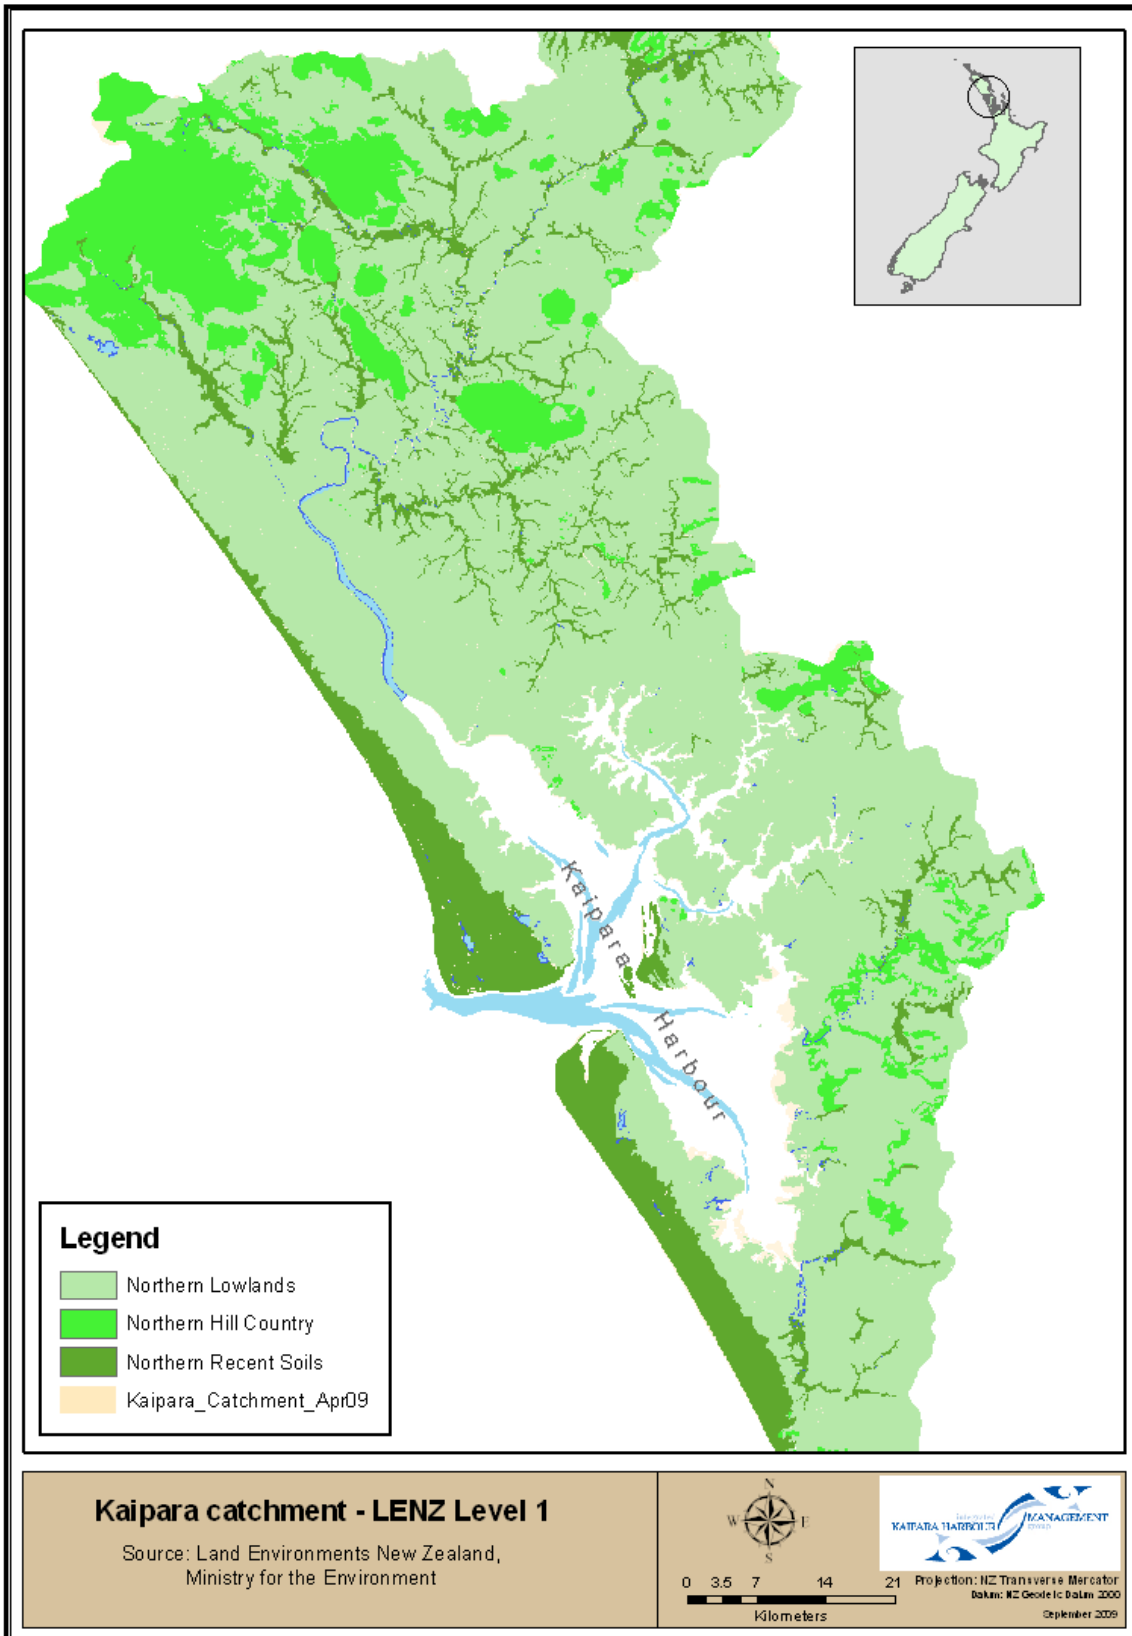 Kaipara
Harbour
Legend
Northern Lowlands
Northern Hill Country
Northern Recent Soils
Kaipara_Catchment_Apr09
Kaipara catchment - LENZ Level 1
Source: Land Environments New Zealand,
Ministry for the Environment
N
W E
S
0 3.5 7 14 21
Kilometers
integrated
KAIPARA HARBOUR MANAGEMENT
GROUP
Projection: NZ Transverse Mercator
Datum: NZ Geodetic Datum 2000
September 2009